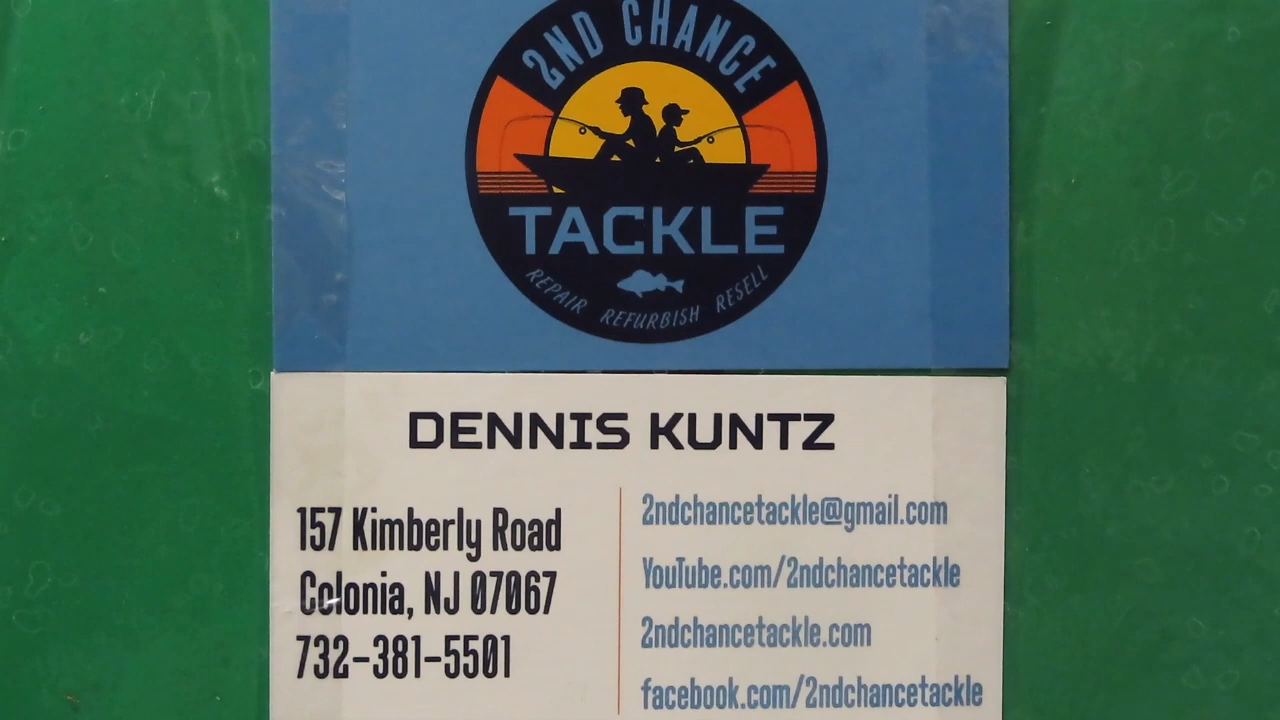 2ND CHANCE
TACKLE
REPAIR REFURBISH RESELL
DENNIS KUNTZ
157 Kimberly Road
Colonia, NJ 07067
732-381-5501
2ndchancetackle@gmail.com
YouTube.com/2ndchancetackle
2ndchancetackle.com
facebook.com/2ndchancetackle